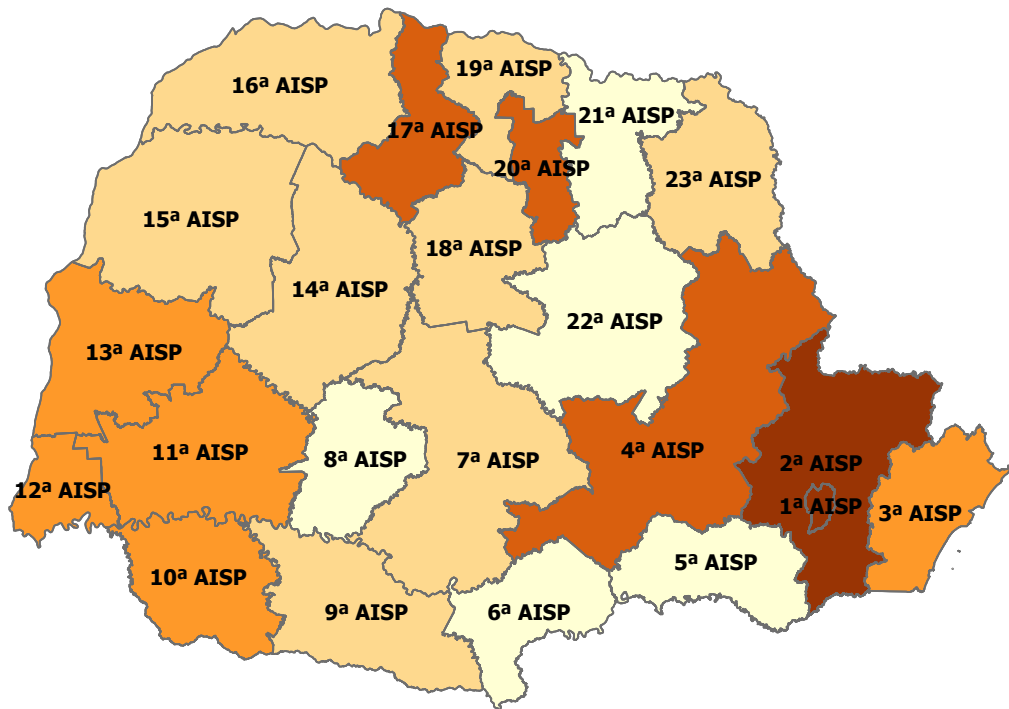 19ª AISP
16ª AISP
21ª AISP
17ª AISP
20ª AISP
23ª AISP
15ª AISP
18ª AISP
14ª AISP
22ª AISP
13ª AISP
4ª AISP
11ª AISP
8ª AISP
7ª AISP
2ª AISP
12ª AISP
1ª AISP
3ª AISP
5ª AISP
10ª AISP
9ª AISP
6ª AISP